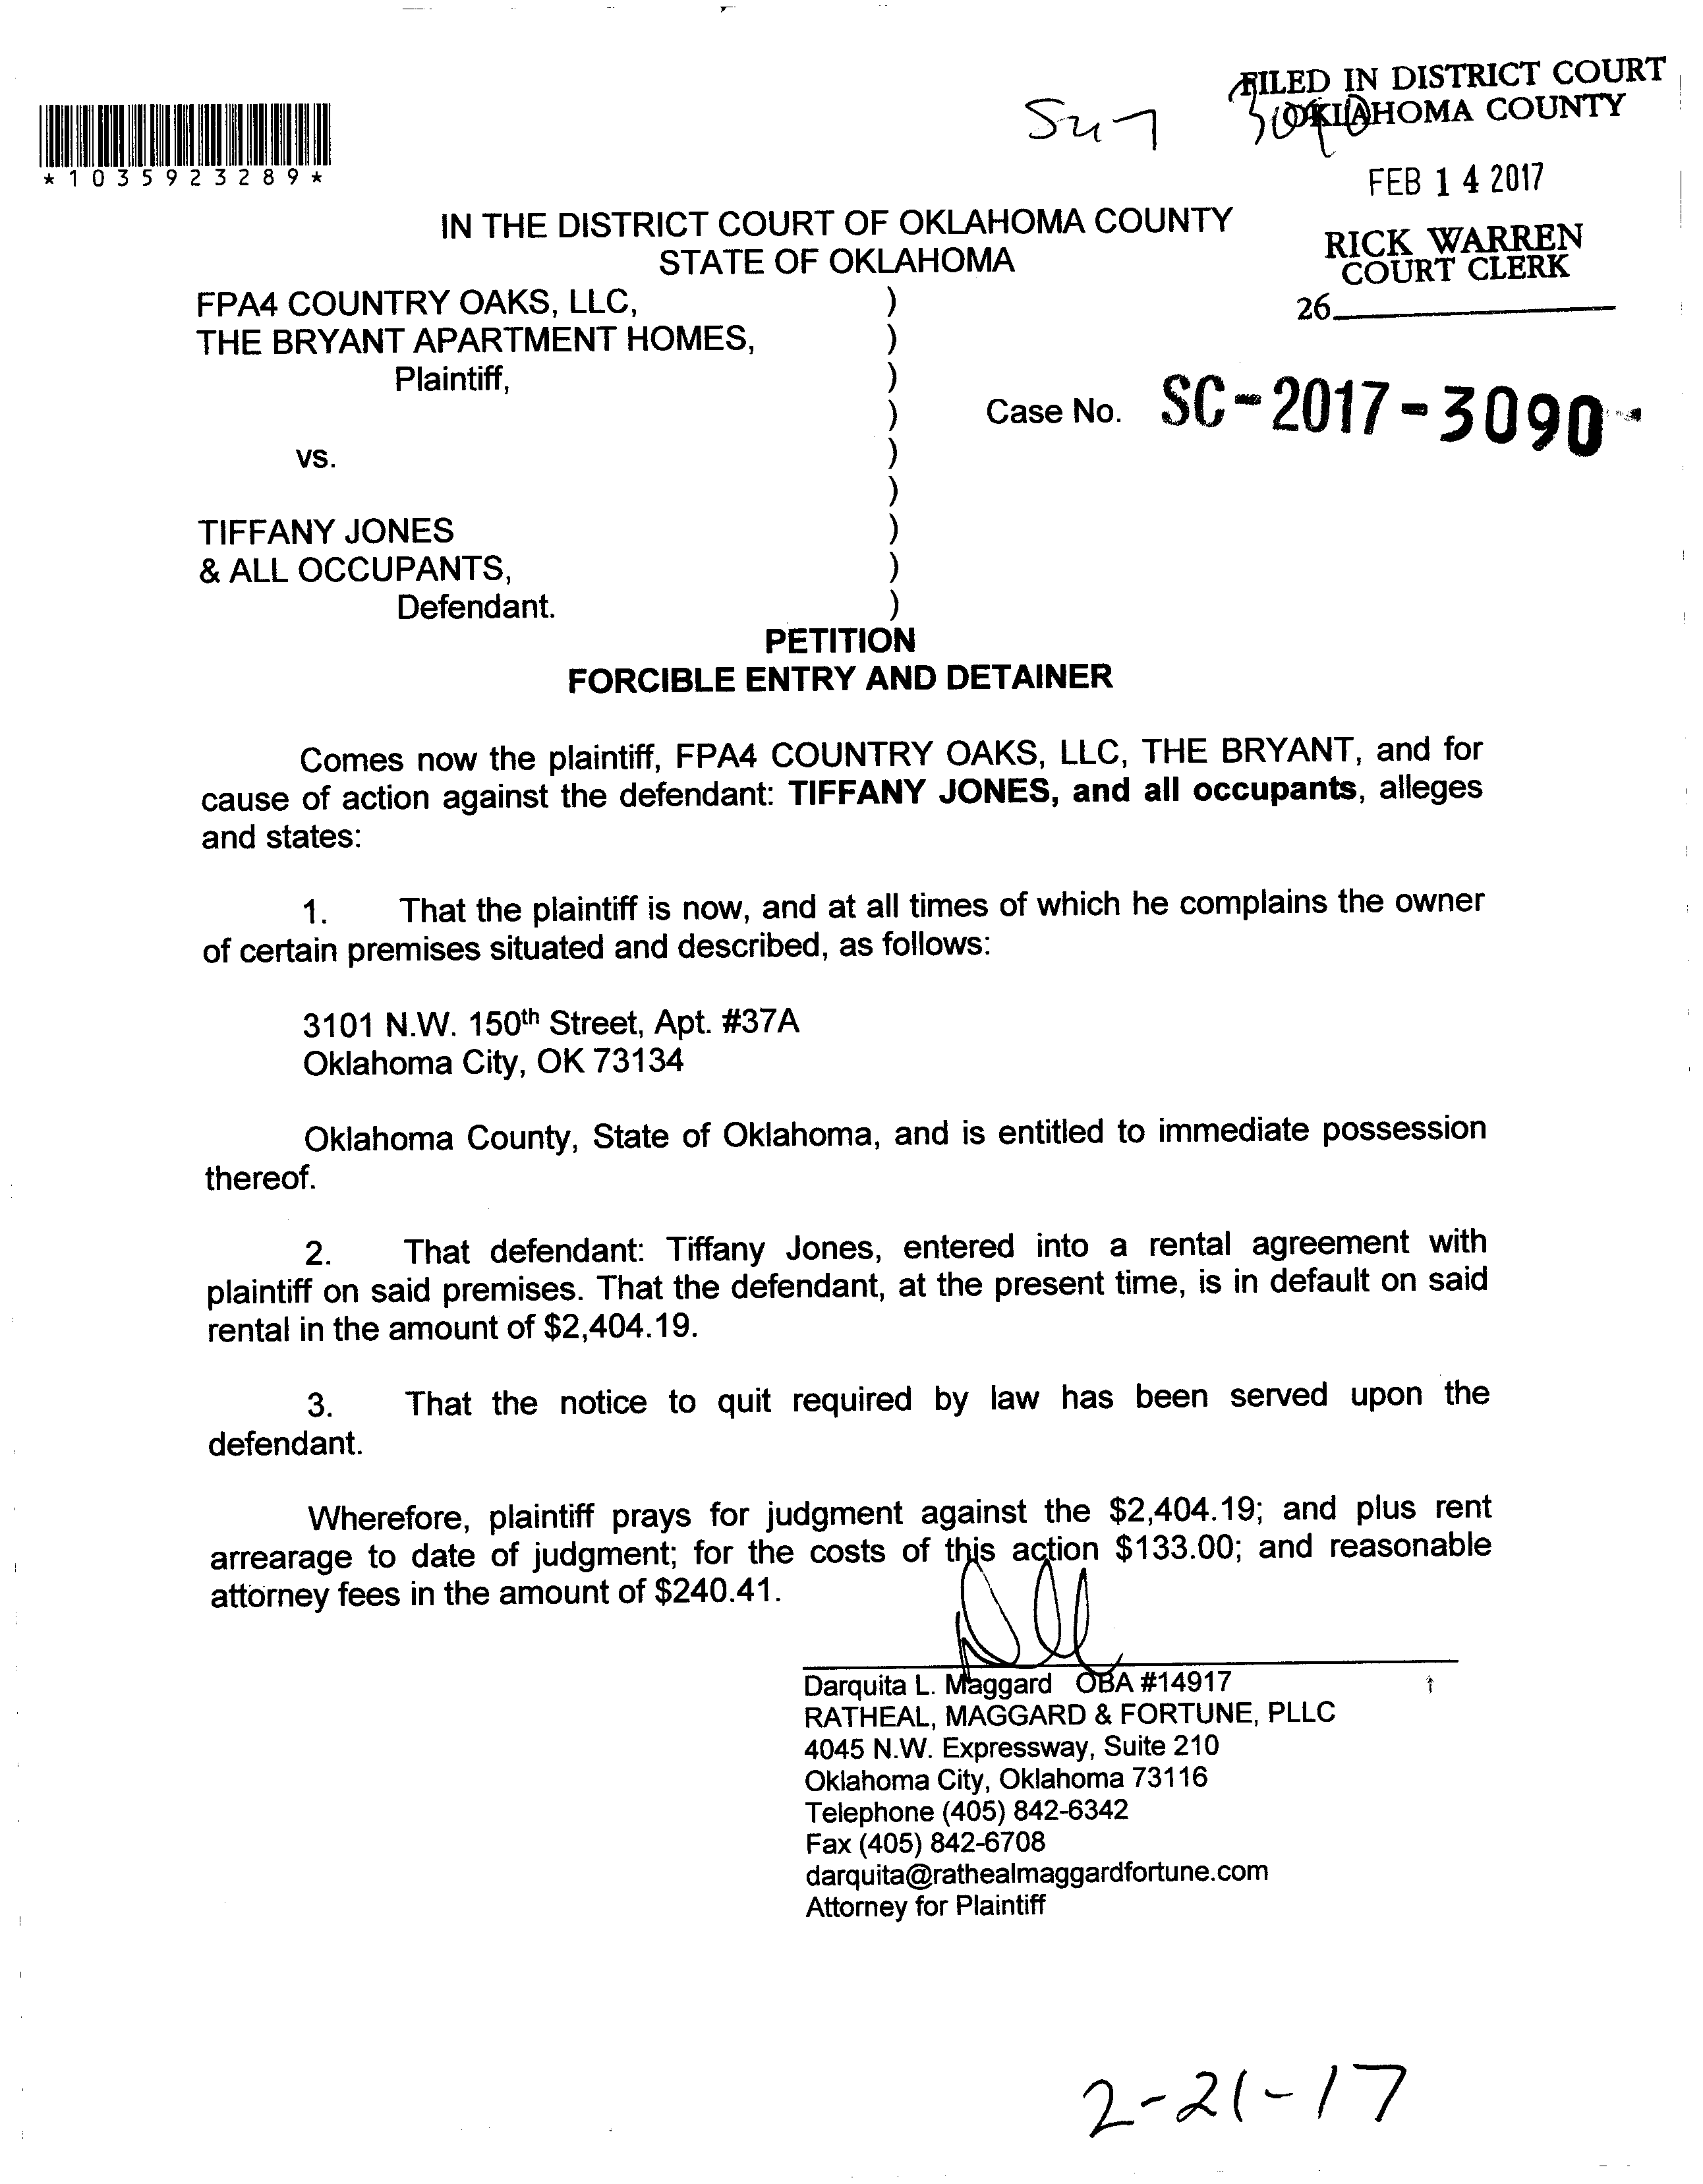 FILED IN DISTRICT COURT
OKLAHOMA COUNTY
*1035923289*
FEB 14 2017
IN THE DISTRICT COURT OF OKLAHOMA COUNTY
STATE OF OKLAHOMA
RICK WARREN
COURT CLERK
26
FPA4 COUNTRY OAKS, LLC, )
THE BRYANT APARTMENT HOMES, )
Plaintiff, )
) Case No. SC-2017-3090
vs. )
)
TIFFANY JONES )
& ALL OCCUPANTS, )
Defendant. )
PETITION
FORCIBLE ENTRY AND DETAINER
Comes now the plaintiff, FPA4 COUNTRY OAKS, LLC, THE BRYANT, and for
cause of action against the defendant: TIFFANY JONES, and all occupants, alleges
and states:
1. That the plaintiff is now, and at all times of which he complains the owner
of certain premises situated and described, as follows:
3101 N.W. 150th Street, Apt. #37A
Oklahoma City, OK 73134
Oklahoma County, State of Oklahoma, and is entitled to immediate possession
thereof.
2. That defendant: Tiffany Jones, entered into a rental agreement with
plaintiff on said premises. That the defendant, at the present time, is in default on said
rental in the amount of $2,404.19.
3. That the notice to quit required by law has been served upon the
defendant.
Wherefore, plaintiff prays for judgment against the $2,404.19; and plus rent
arrearage to date of judgment; for the costs of this action $133.00; and reasonable
attorney fees in the amount of $240.41.
Darquita L. Maggard OBA #14917
RATHEAL, MAGGARD & FORTUNE, PLLC
4045 N.W. Expressway, Suite 210
Oklahoma City, Oklahoma 73116
Telephone (405) 842-6342
Fax (405) 842-6708
darquita@rathealmaggardfortune.com
Attorney for Plaintiff
2-21-17